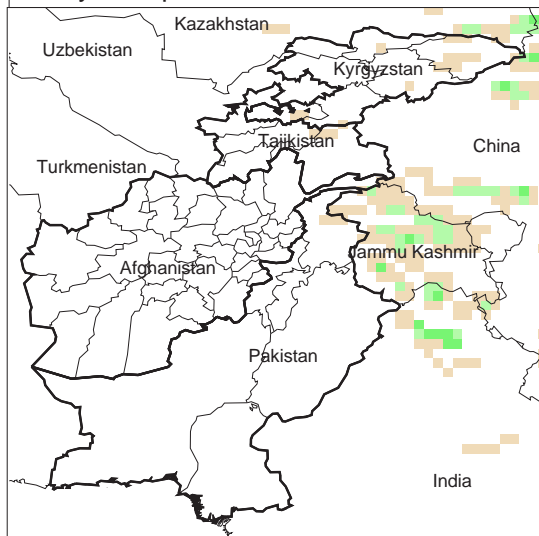 Kazakhstan
Uzbekistan
Kyrgyzstan
Tajikistan
China
Turkmenistan
Jammu Kashmir
Afghanistan
Pakistan
India